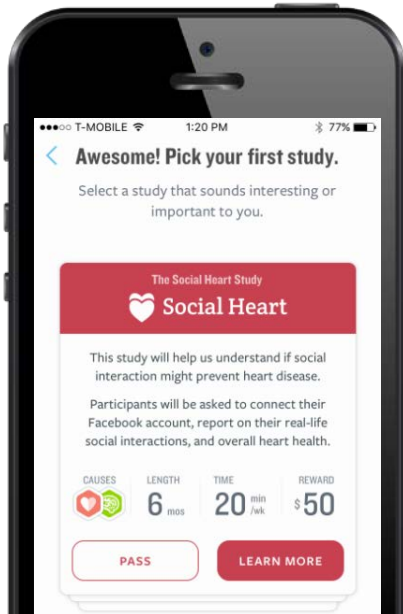 T-MOBILE 1:20 PM 77%
Awesome! Pick your first study.
Select a study that sounds interesting or
important to you.
The Social Heart Study
Social Heart
This study will help us understand if social
interaction might prevent heart disease.
Participants will be asked to connect their
Facebook account, report on their real-life
social interactions, and overall heart health.
CAUSES LENGTH TIME REWARD
6 mos 20 min /wk $50
PASS LEARN MORE